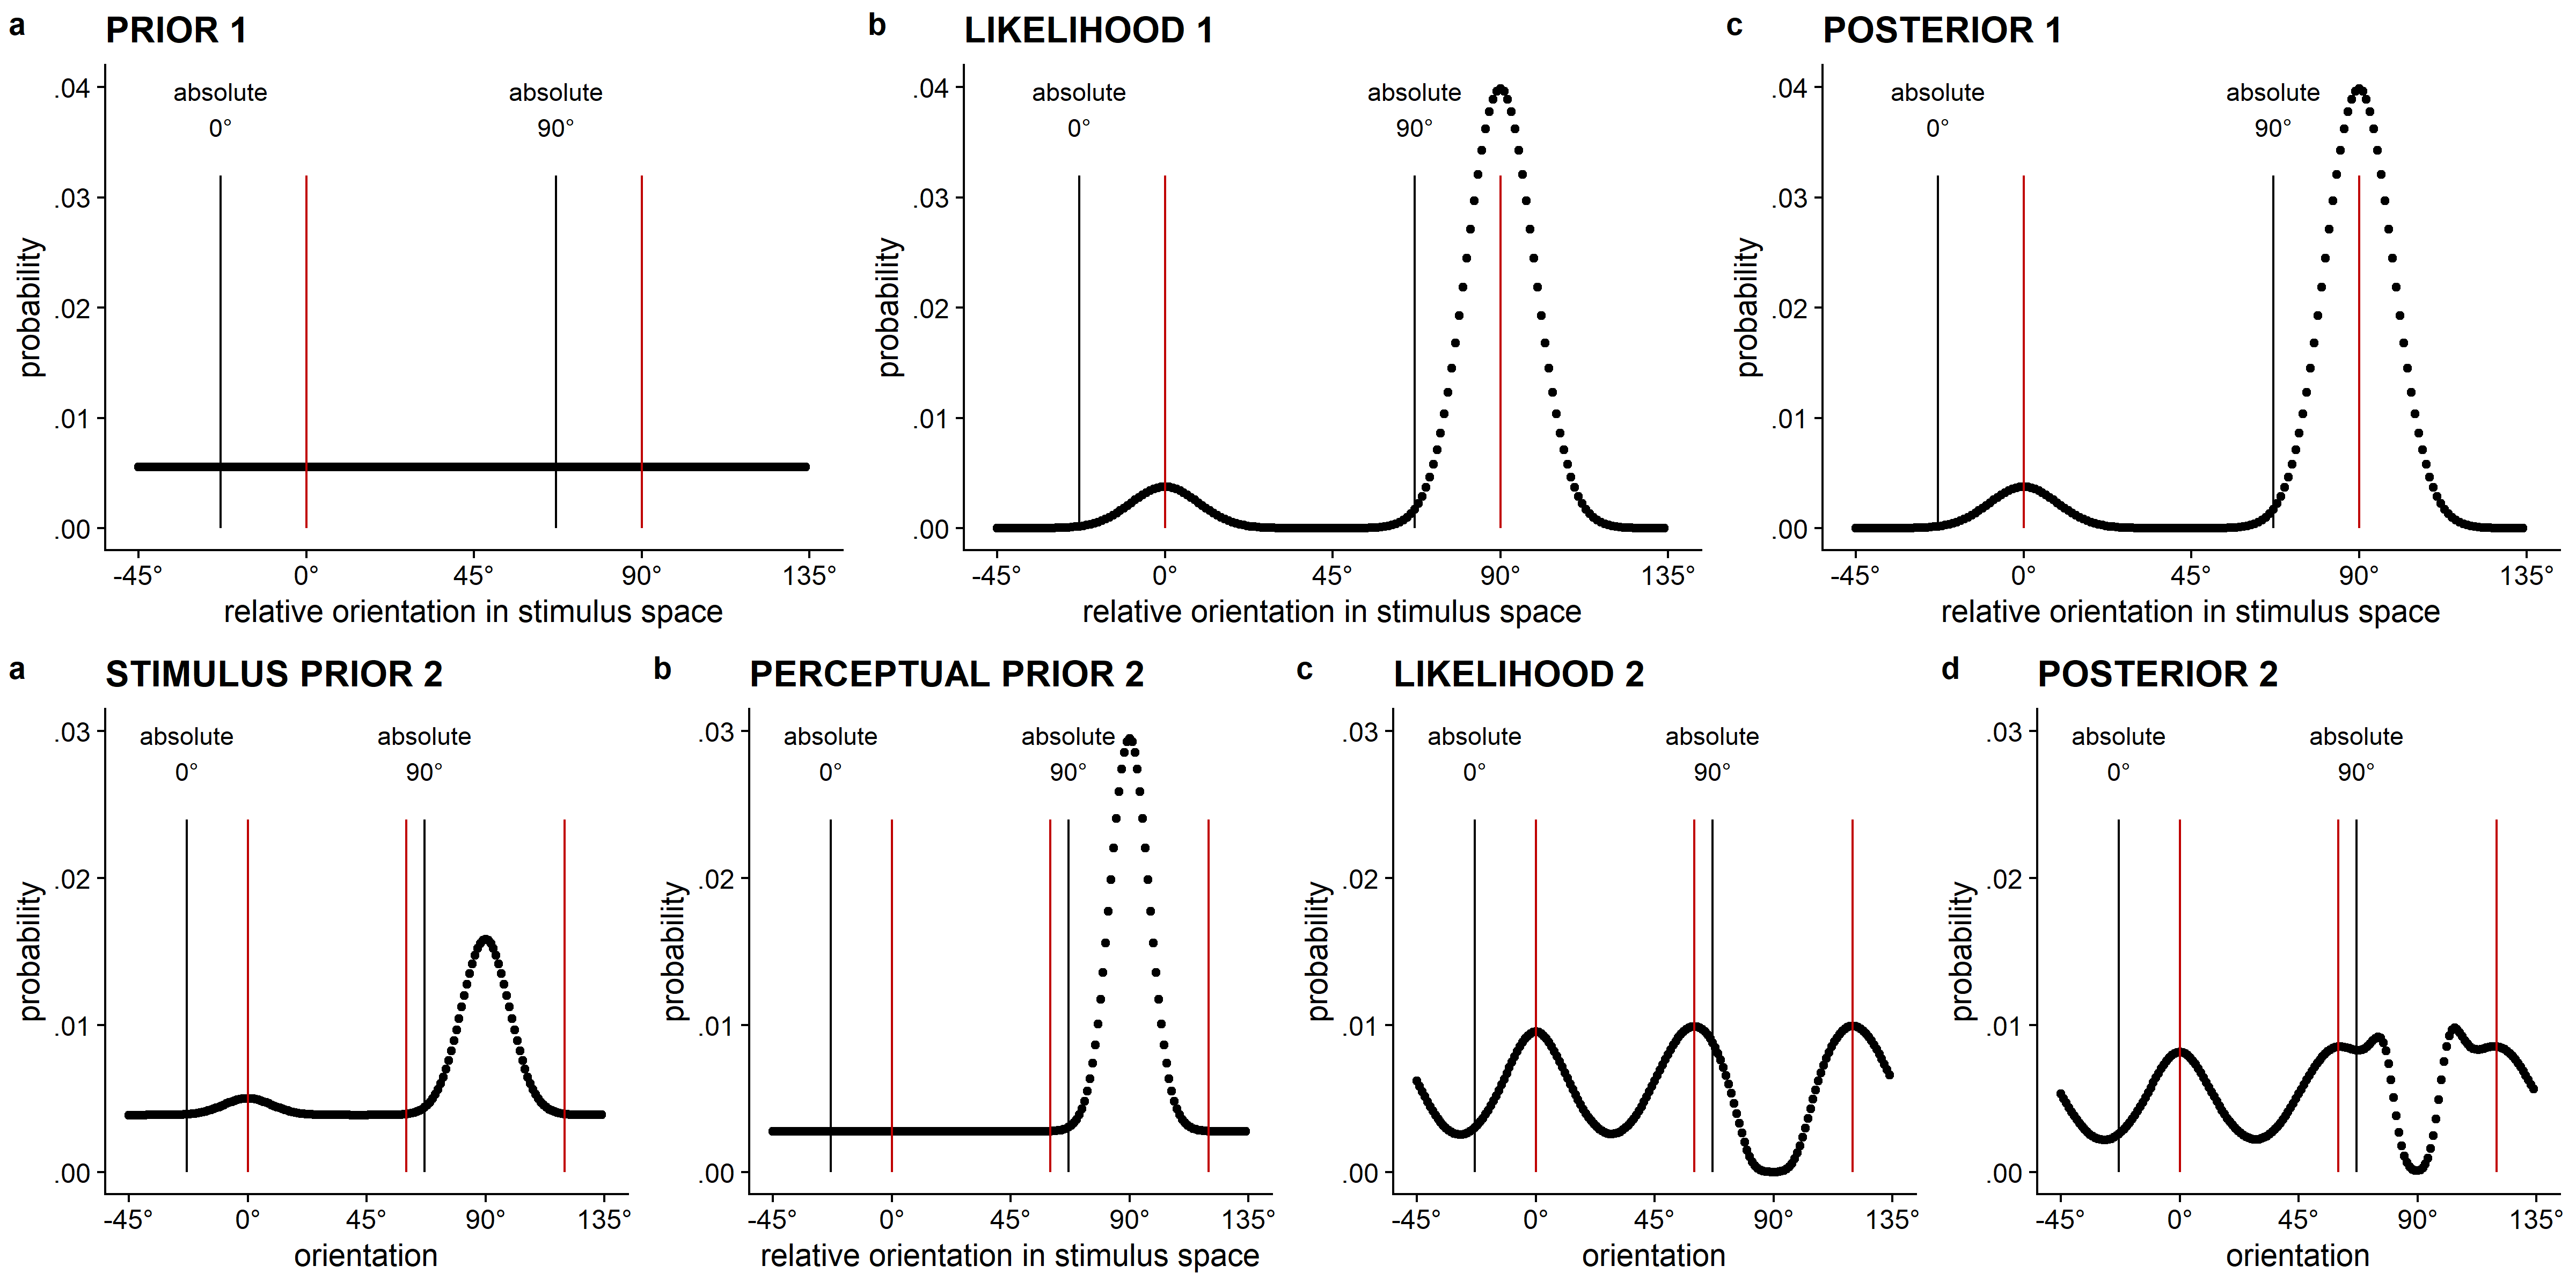 a PRIOR 1
.04
.03
.02
.01
.00
probability
absolute
0°
absolute
90°
-45° 0° 45° 90° 135°
relative orientation in stimulus space
b LIKELIHOOD 1
.04
.03
.02
.01
.00
probability
absolute
0°
absolute
90°
-45° 0° 45° 90° 135°
relative orientation in stimulus space
c POSTERIOR 1
.04
.03
.02
.01
.00
probability
absolute
0°
absolute
90°
-45° 0° 45° 90° 135°
relative orientation in stimulus space
a STIMULUS PRIOR 2
.03
.02
.01
.00
probability
absolute
0°
absolute
90°
-45° 0° 45° 90° 135°
orientation
b PERCEPTUAL PRIOR 2
.03
.02
.01
.00
probability
absolute
0°
absolute
90°
-45° 0° 45° 90° 135°
relative orientation in stimulus space
c LIKELIHOOD 2
.03
.02
.01
.00
probability
absolute
0°
absolute
90°
-45° 0° 45° 90° 135°
orientation
d POSTERIOR 2
.03
.02
.01
.00
probability
absolute
0°
absolute
90°
-45° 0° 45° 90° 135°
orientation